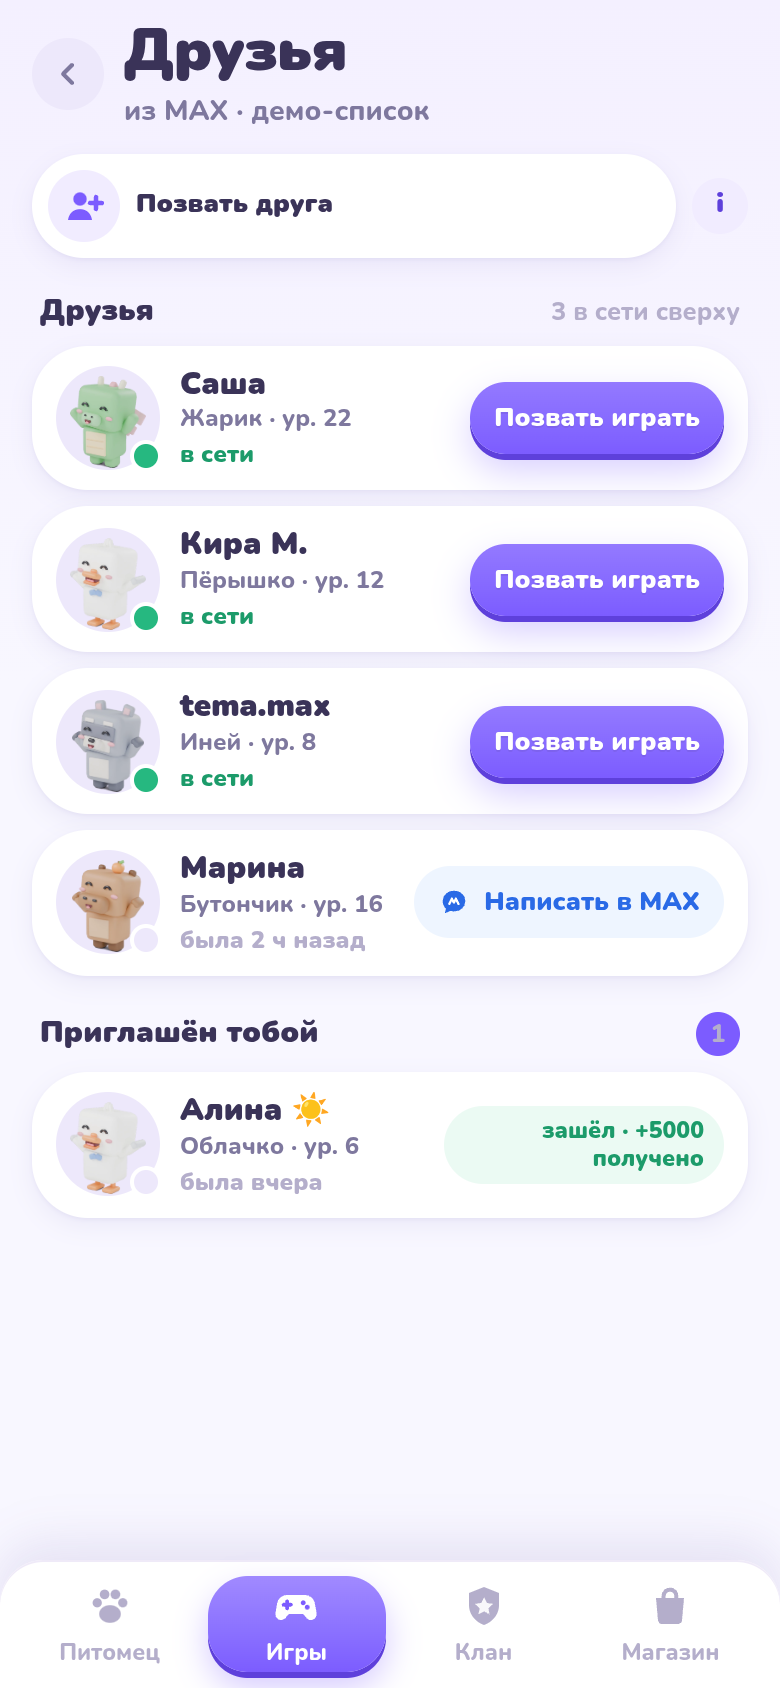 Друзья
из MAX · демо-список
Позвать друга
Друзья
3 в сети сверху
Саша
Жарик · ур. 22
в сети
Позвать играть
Кира М.
Пёрышко · ур. 12
в сети
Позвать играть
tema.max
Иней · ур. 8
в сети
Позвать играть
Марина
Бутончик · ур. 16
была 2 ч назад
Написать в MAX
Приглашён тобой
1
Алина ☀️
Облачко · ур. 6
была вчера
зашёл · +5000
получено
Питомец
Игры
Клан
Магазин